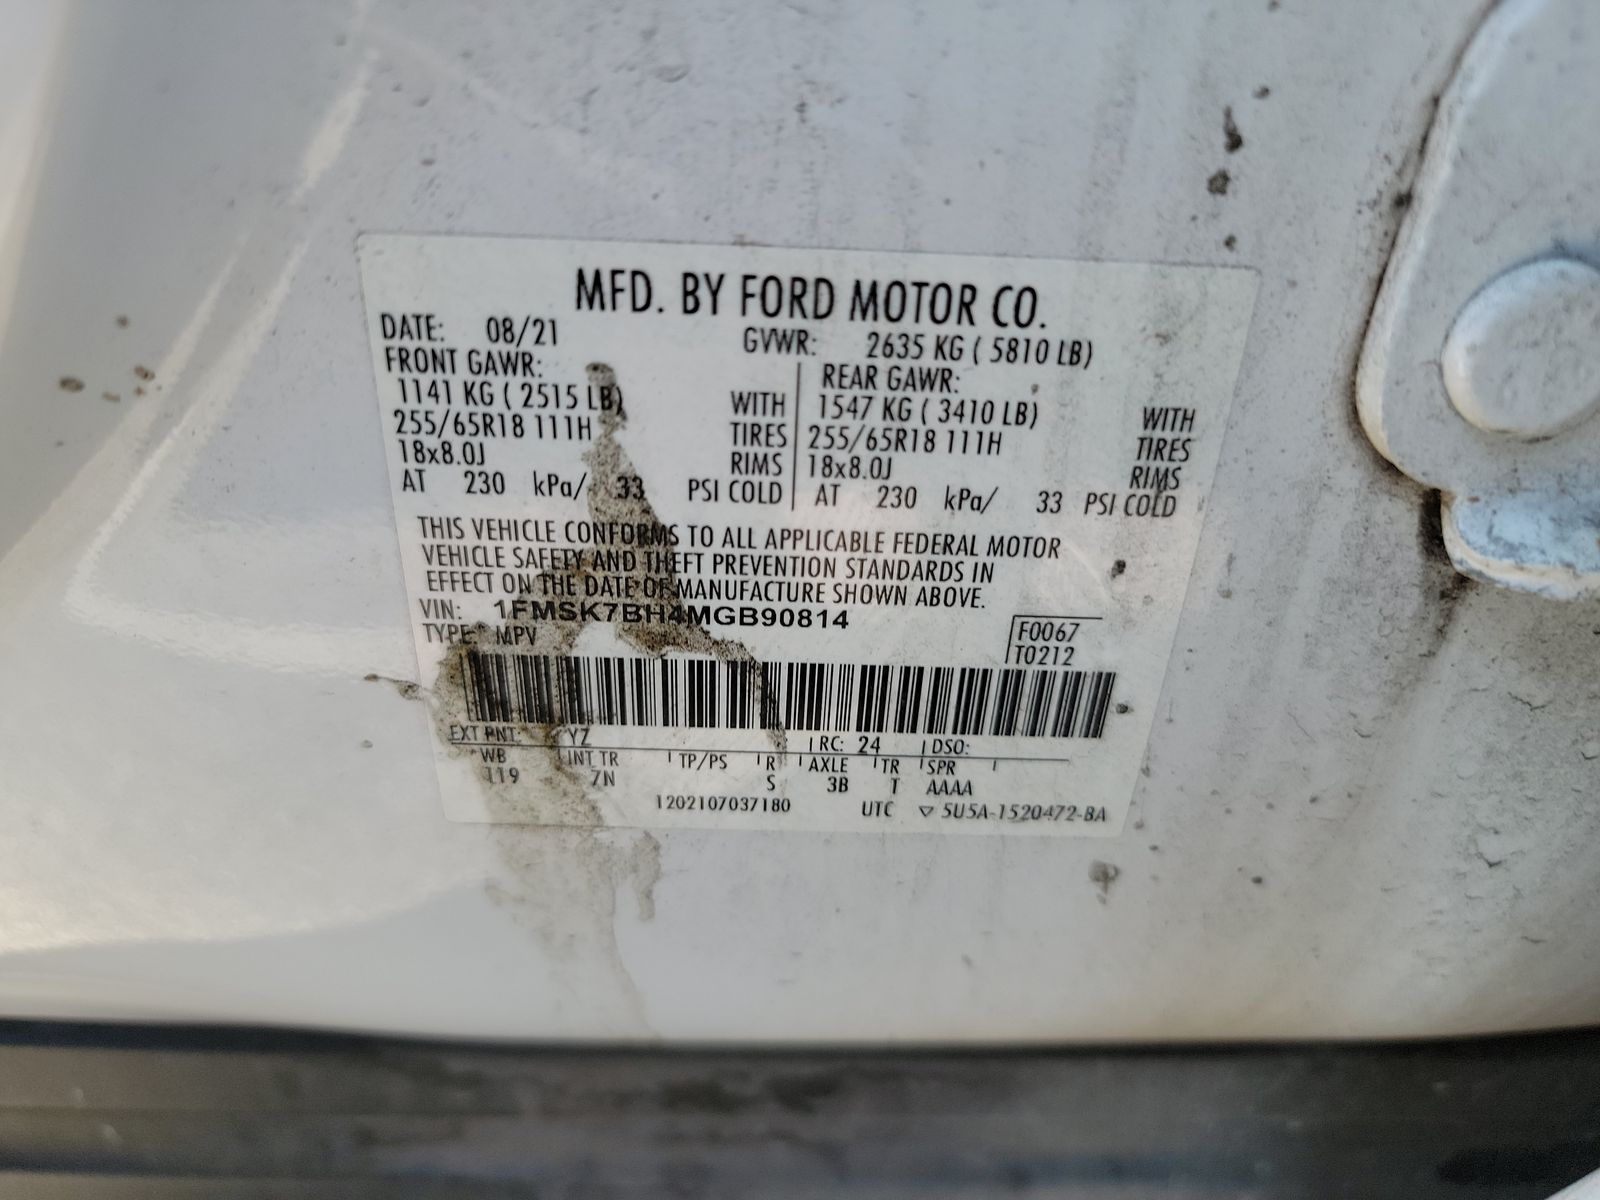 MFD. BY FORD MOTOR CO.
DATE: 08/21 GVWR: 2635 KG ( 5810 LB)
FRONT GAWR: REAR GAWR:
1141 KG ( 2515 LB) WITH 1547 KG ( 3410 LB) WITH
255/65R18 111H TIRES 255/65R18 111H TIRES
18x8.0J RIMS 18x8.0J RIMS
AT 230 kPa/ 33 PSI COLD AT 230 kPa/ 33 PSI COLD
THIS VEHICLE CONFORMS TO ALL APPLICABLE FEDERAL MOTOR
VEHICLE SAFETY AND THEFT PREVENTION STANDARDS IN
EFFECT ON THE DATE OF MANUFACTURE SHOWN ABOVE.
VIN: 1FMSK7BH4MGB90814
TYPE: MPV
F0067
T0212
EXT PNT: YZ RC: 24 DSO:
WB INT TR TP/PS R AXLE TR SPR
119 7N S 3B T AAAA
1202107037180 UTC ▽ 5U5A-1520472-BA